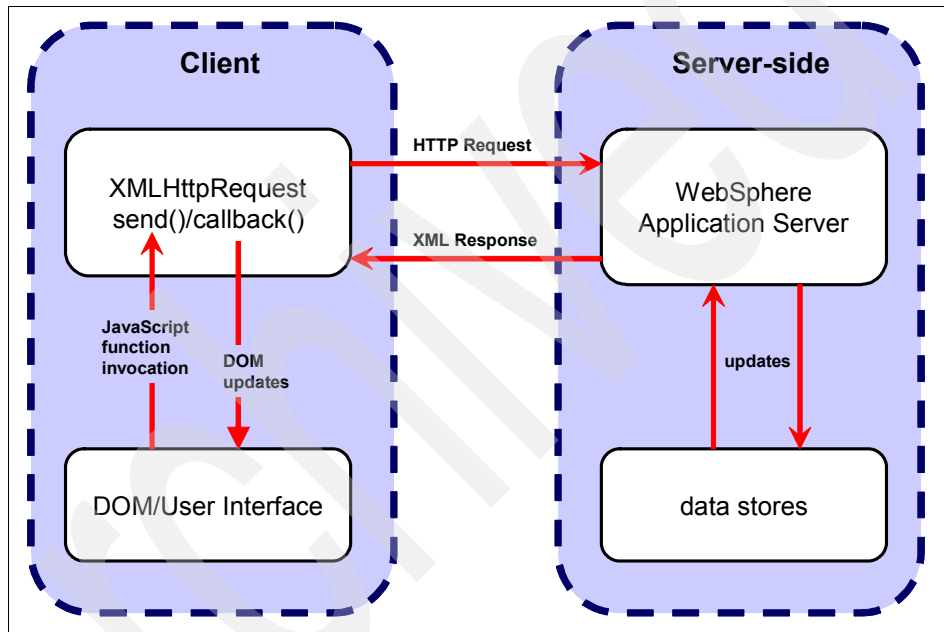 Client
Server-side
HTTP Request
XMLHttpRequest
send()/callback()
WebSphere
Application Server
XML Response
JavaScript
function
invocation
DOM
updates
updates
DOM/User Interface
data stores